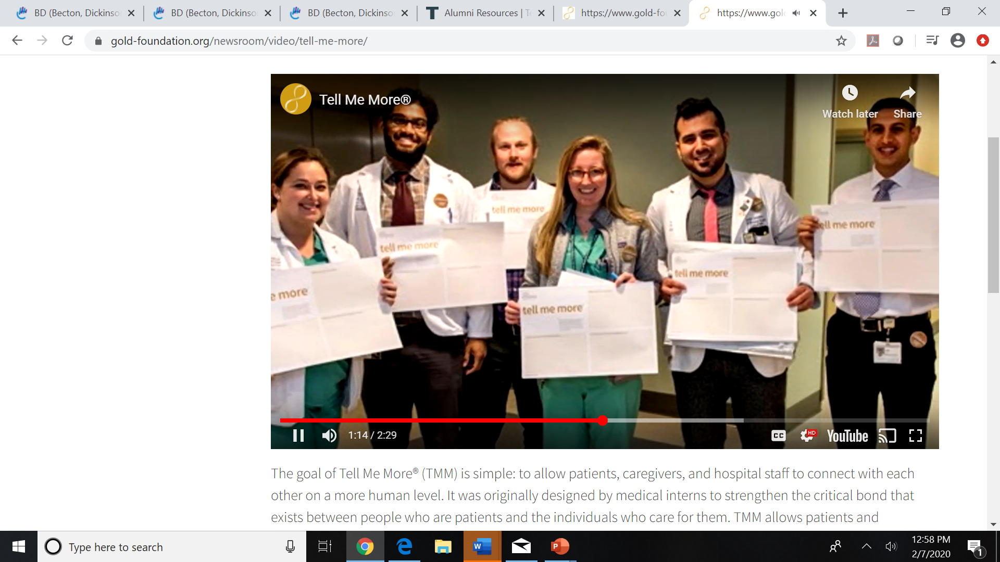 BD (Becton, Dickinso
BD (Becton, Dickinso
BD (Becton, Dickinso
Alumni Resources | Te
https://www.gold-fou
https://www.gol
gold-foundation.org/newsroom/video/tell-me-more/
Tell Me More®
Watch later
Share
tell me more
tell me more
tell me more
e more
tell me more
tell me more
1:14 / 2:29
CC
HD
YouTube
The goal of Tell Me More® (TMM) is simple: to allow patients, caregivers, and hospital staff to connect with each
other on a more human level. It was originally designed by medical interns to strengthen the critical bond that
exists between people who are patients and the individuals who care for them. TMM allows patients and
Type here to search
12:58 PM
2/7/2020
1